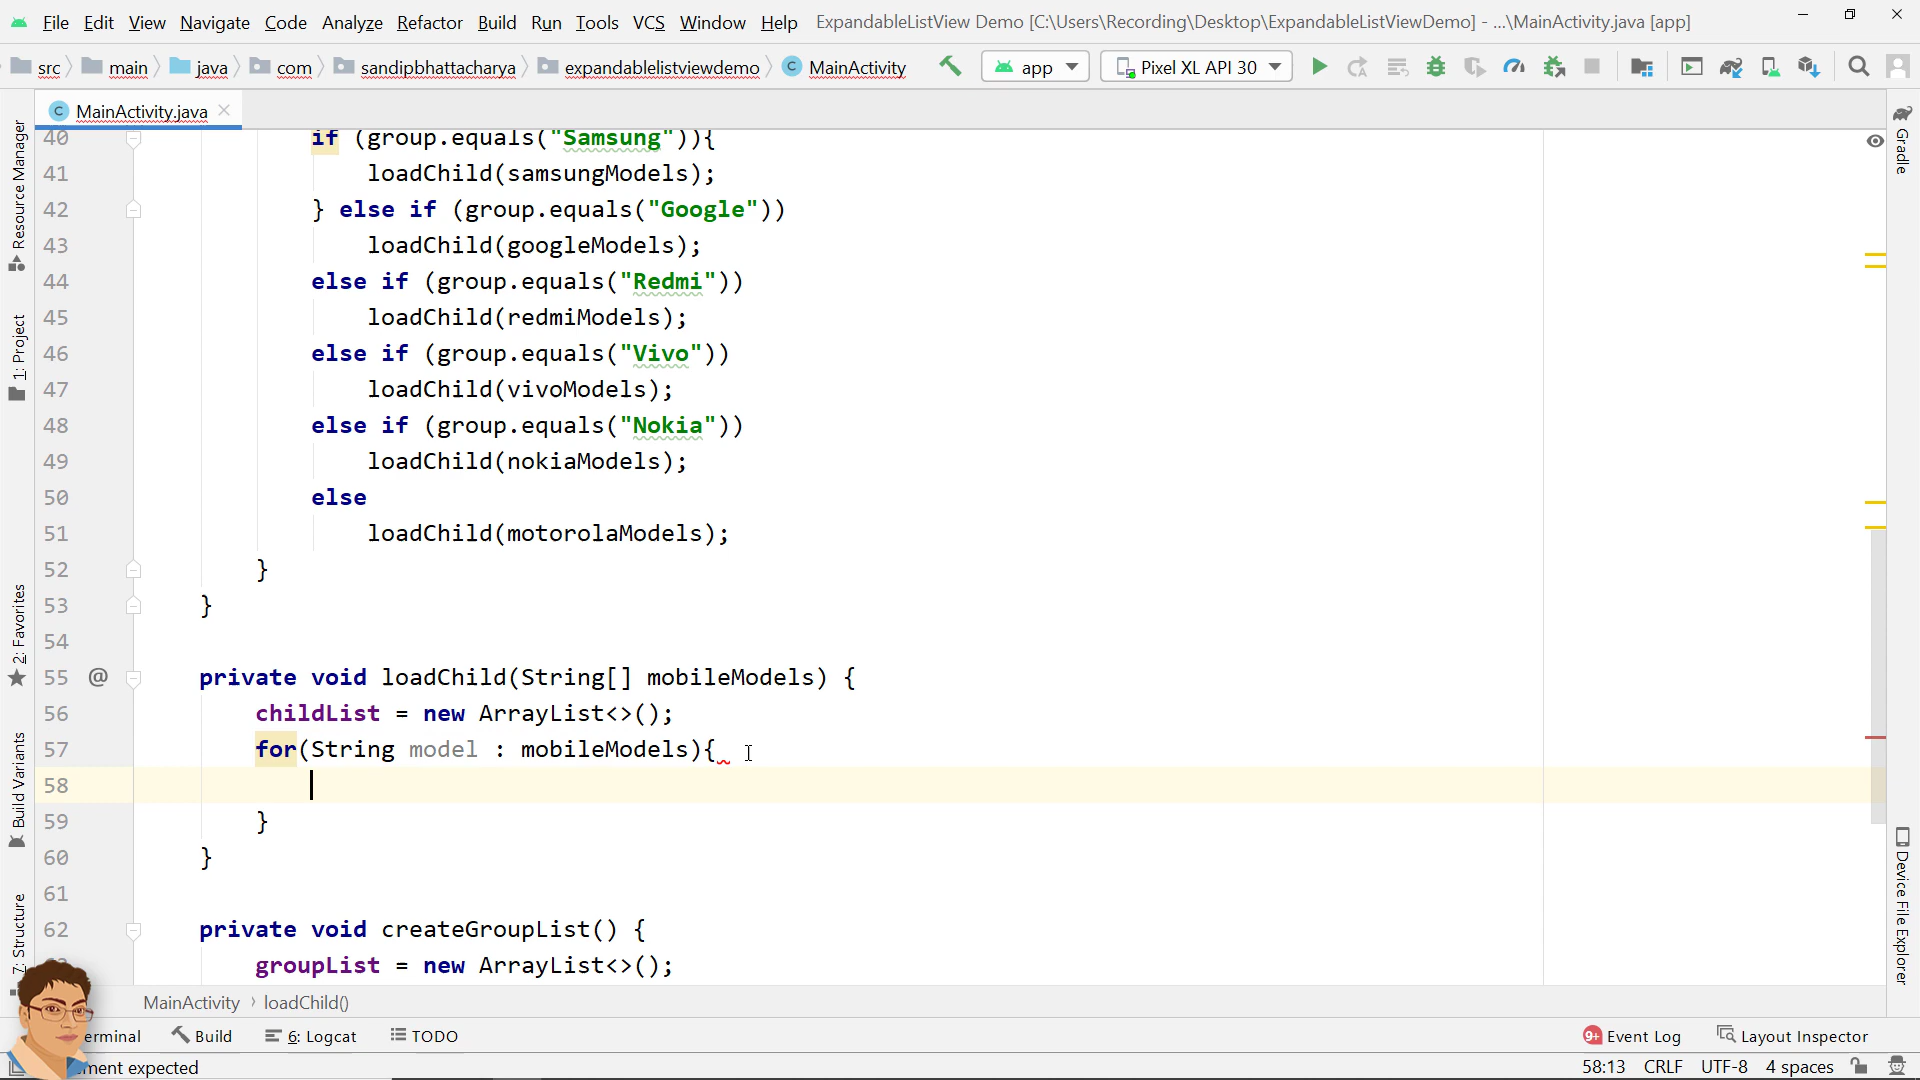 File Edit View Navigate Code Analyze Refactor Build Run Tools VCS Window Help ExpandableListView Demo [C:\Users\Recording\Desktop\ExpandableListViewDemo] - ...\MainActivity.java [app]
src main java com sandipbhattacharya expandablelistviewdemo MainActivity app Pixel XL API 30
MainActivity.java
40 if (group.equals("Samsung")){
41 loadChild(samsungModels);
42 } else if (group.equals("Google"))
43 loadChild(googleModels);
44 else if (group.equals("Redmi"))
45 loadChild(redmiModels);
46 else if (group.equals("Vivo"))
47 loadChild(vivoModels);
48 else if (group.equals("Nokia"))
49 loadChild(nokiaModels);
50 else
51 loadChild(motorolaModels);
52 }
53 }
54
55 @ private void loadChild(String[] mobileModels) {
56 childList = new ArrayList<>();
57 for(String model : mobileModels){
58
59 }
60 }
61
62 private void createGroupList() {
groupList = new ArrayList<>();
Resource Manager
1: Project
2: Favorites
Build Variants
7: Structure
Gradle
Device File Explorer
MainActivity › loadChild()
erminal Build 6: Logcat TODO 9+ Event Log Layout Inspector
ment expected 58:13 CRLF UTF-8 4 spaces